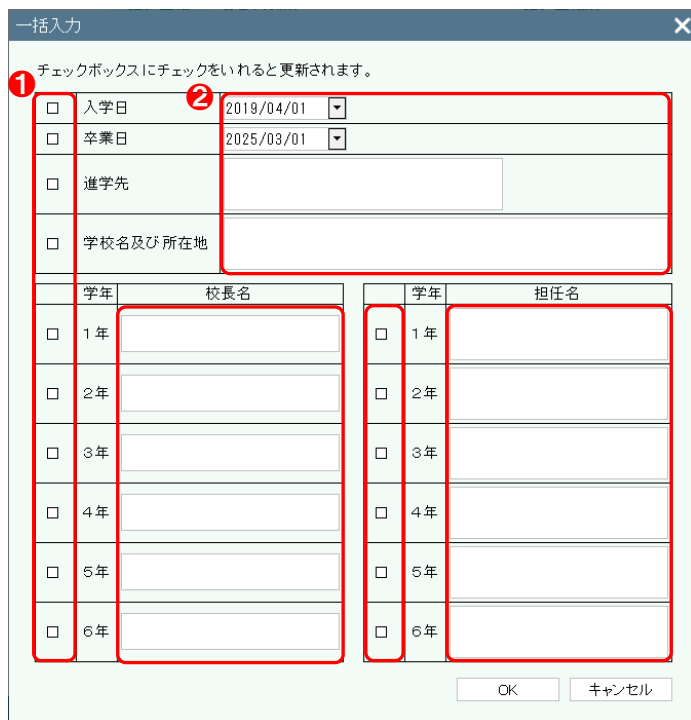 一括入力
チェックボックスにチェックをいれると更新されます。
❶
❷
入学日 2019/04/01
卒業日 2025/03/01
進学先
学校名及び所在地
学年 校長名 学年 担任名
1年 1年
2年 2年
3年 3年
4年 4年
5年 5年
6年 6年
OK キャンセル